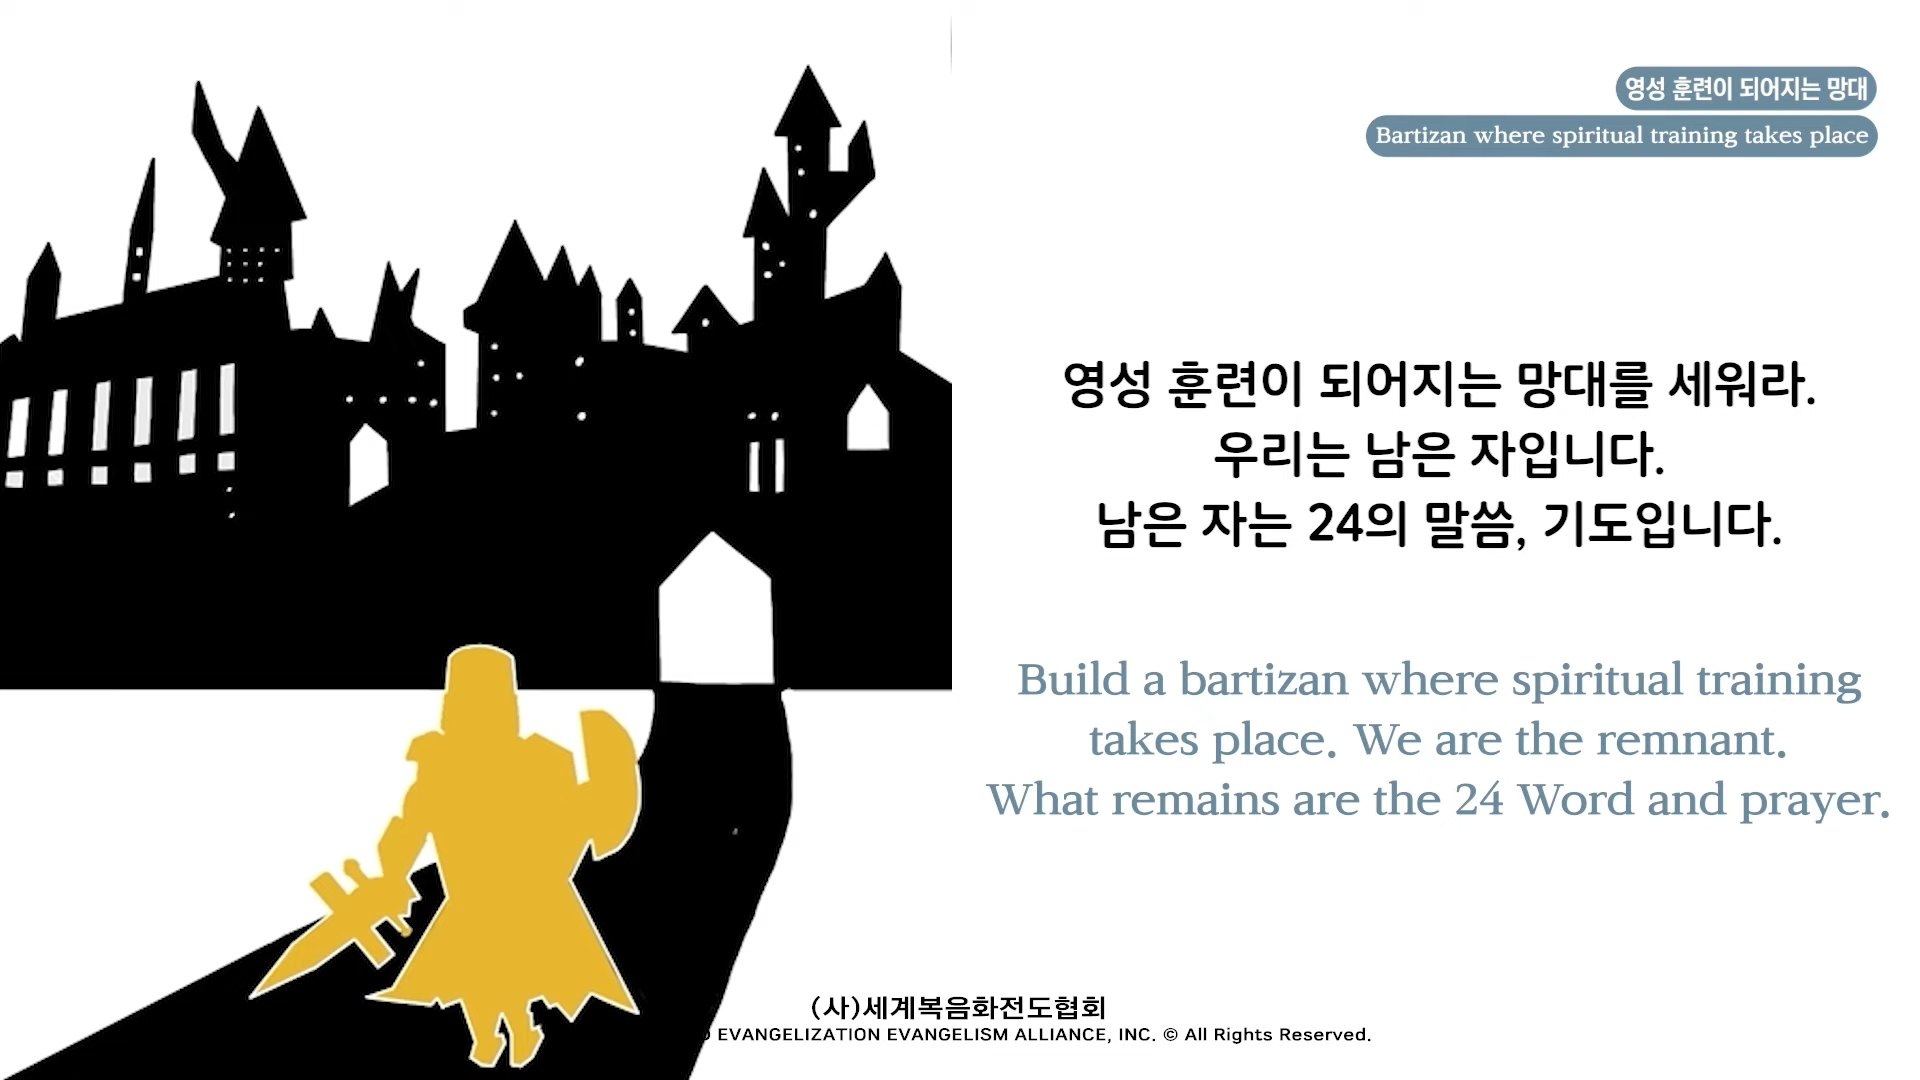 영성 훈련이 되어지는 망대
Bartizan where spiritual training takes place
영성 훈련이 되어지는 망대를 세워라.
우리는 남은 자입니다.
남은 자는 24의 말씀, 기도입니다.
Build a bartizan where spiritual training
takes place. We are the remnant.
What remains are the 24 Word and prayer.
(사)세계복음화전도협회
EVANGELIZATION EVANGELISM ALLIANCE, INC. © All Rights Reserved.